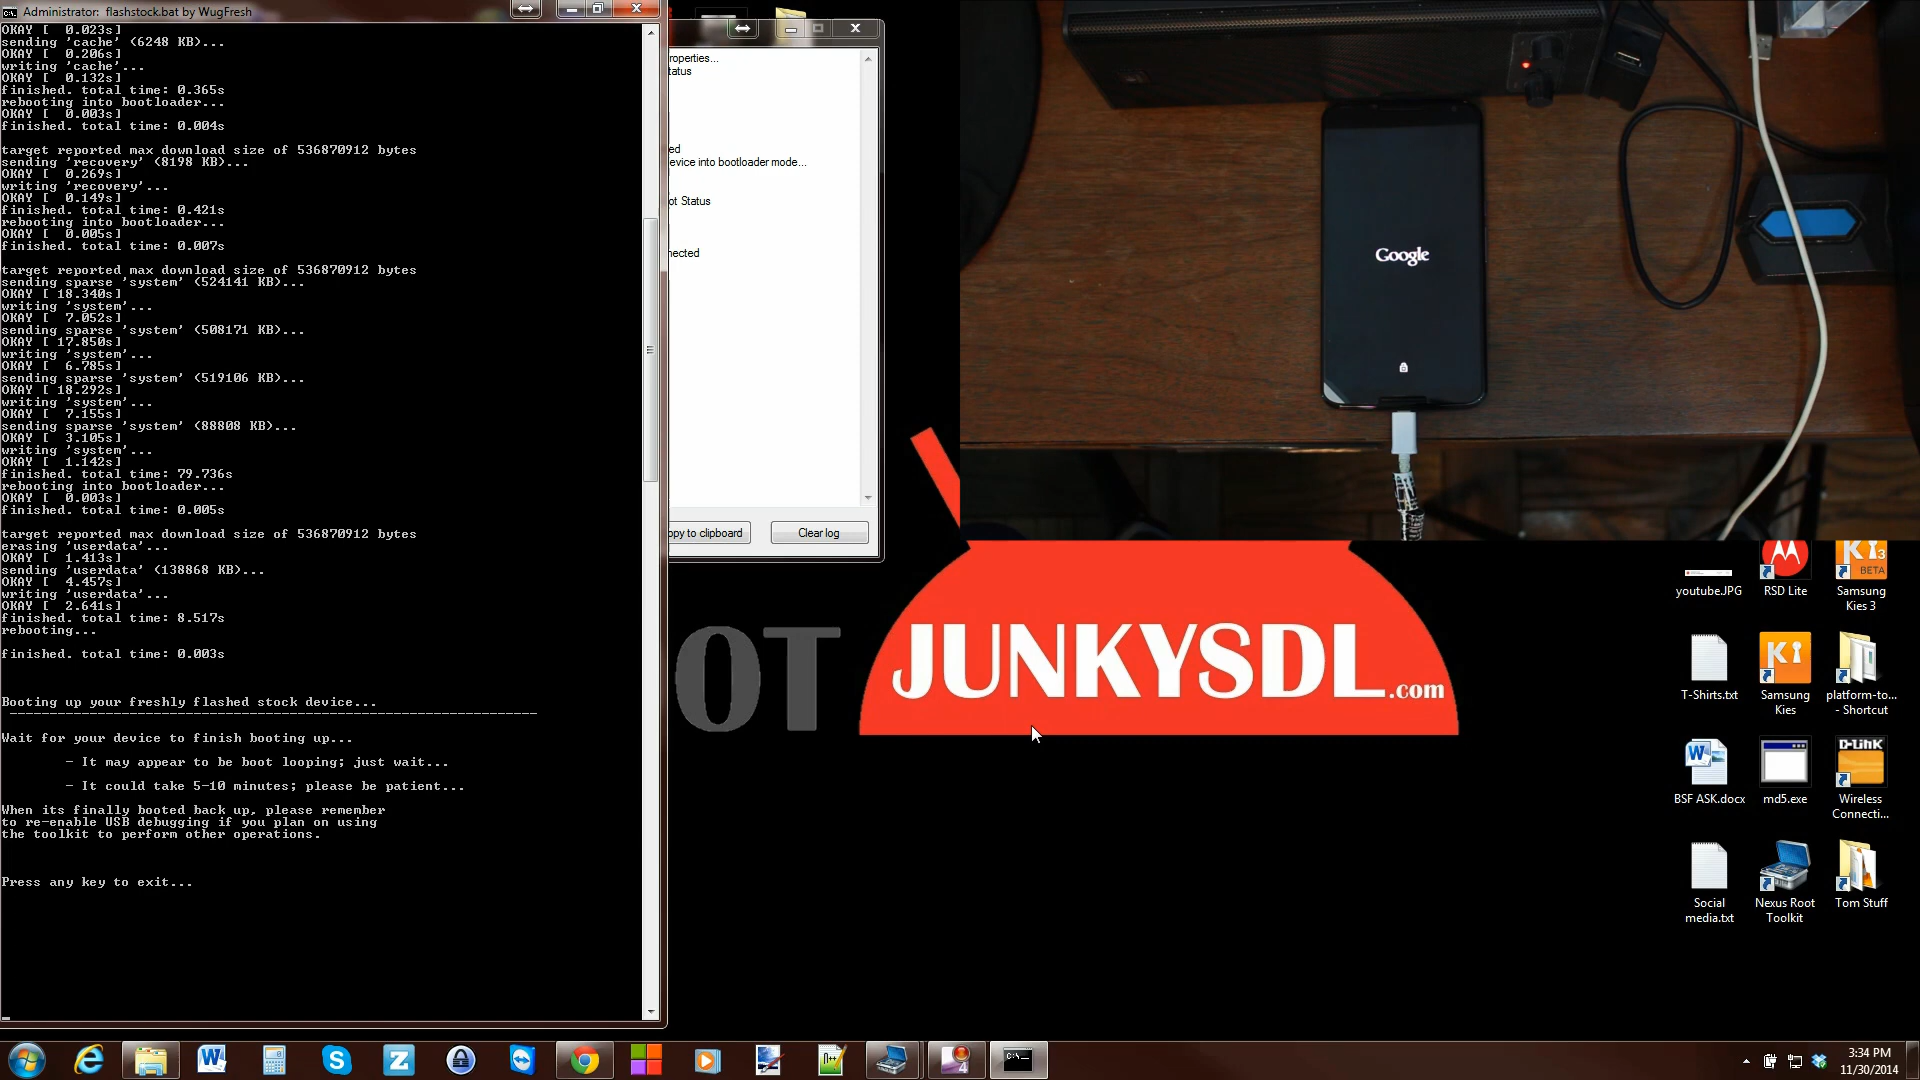 Administrator: flashstock.bat by WugFresh
OKAY [  0.023s]
sending 'cache' (6248 KB)...
OKAY [  0.206s]
writing 'cache'...
OKAY [  0.132s]
finished. total time: 0.365s
rebooting into bootloader...
OKAY [  0.003s]
finished. total time: 0.004s
target reported max download size of 536870912 bytes
sending 'recovery' (8198 KB)...
OKAY [  0.269s]
writing 'recovery'...
OKAY [  0.149s]
finished. total time: 0.421s
rebooting into bootloader...
OKAY [  0.005s]
finished. total time: 0.007s
target reported max download size of 536870912 bytes
sending sparse 'system' (524141 KB)...
OKAY [ 18.340s]
writing 'system'...
OKAY [  7.052s]
sending sparse 'system' (508171 KB)...
OKAY [ 17.850s]
writing 'system'...
OKAY [  6.785s]
sending sparse 'system' (519106 KB)...
OKAY [ 18.292s]
writing 'system'...
OKAY [  7.155s]
sending sparse 'system' (88808 KB)...
OKAY [  3.105s]
writing 'system'...
OKAY [  1.142s]
finished. total time: 79.736s
rebooting into bootloader...
OKAY [  0.003s]
finished. total time: 0.005s
target reported max download size of 536870912 bytes
erasing 'userdata'...
OKAY [  1.413s]
sending 'userdata' (138868 KB)...
OKAY [  4.457s]
writing 'userdata'...
OKAY [  2.641s]
finished. total time: 8.517s
rebooting...
finished. total time: 0.003s
Booting up your freshly flashed stock device...
Wait for your device to finish booting up...
- It may appear to be boot looping; just wait...
- It could take 5-10 minutes; please be patient...
When its finally booted back up, please remember
to re-enable USB debugging if you plan on using
the toolkit to perform other operations.
Press any key to exit...
roperties...
tatus
ed
evice into bootloader mode...
ot Status
nected
opy to clipboard
Clear log
Google
OT
JUNKYSDL.com
youtube.JPG
RSD Lite
Samsung
Kies 3
T-Shirts.txt
Samsung
Kies
platform-to...
- Shortcut
BSF ASK.docx
md5.exe
Wireless
Connecti...
Social
media.txt
Nexus Root
Toolkit
Tom Stuff
KI 3
BETA
KI
D-Link
3:34 PM
11/30/2014